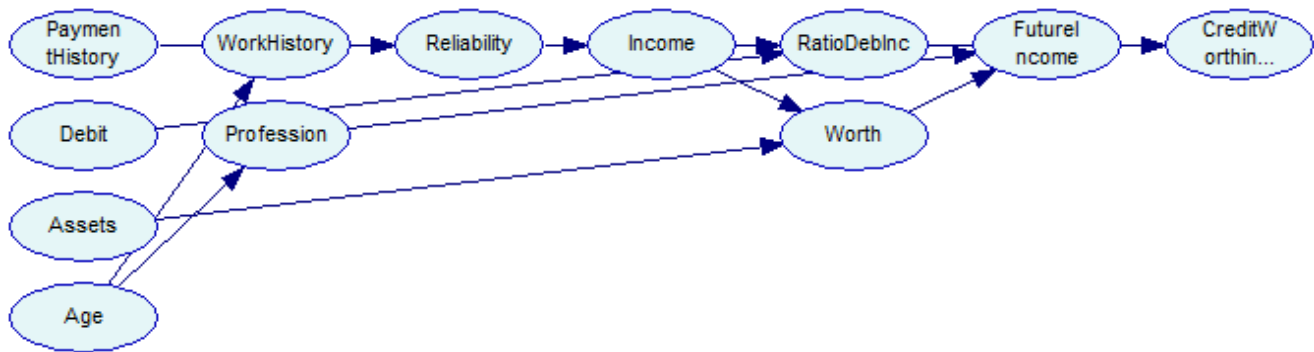 Paymen
tHistory
WorkHistory
Reliability
Income
RatioDebInc
FutureI
ncome
CreditW
orthin...
Debit
Profession
Worth
Assets
Age